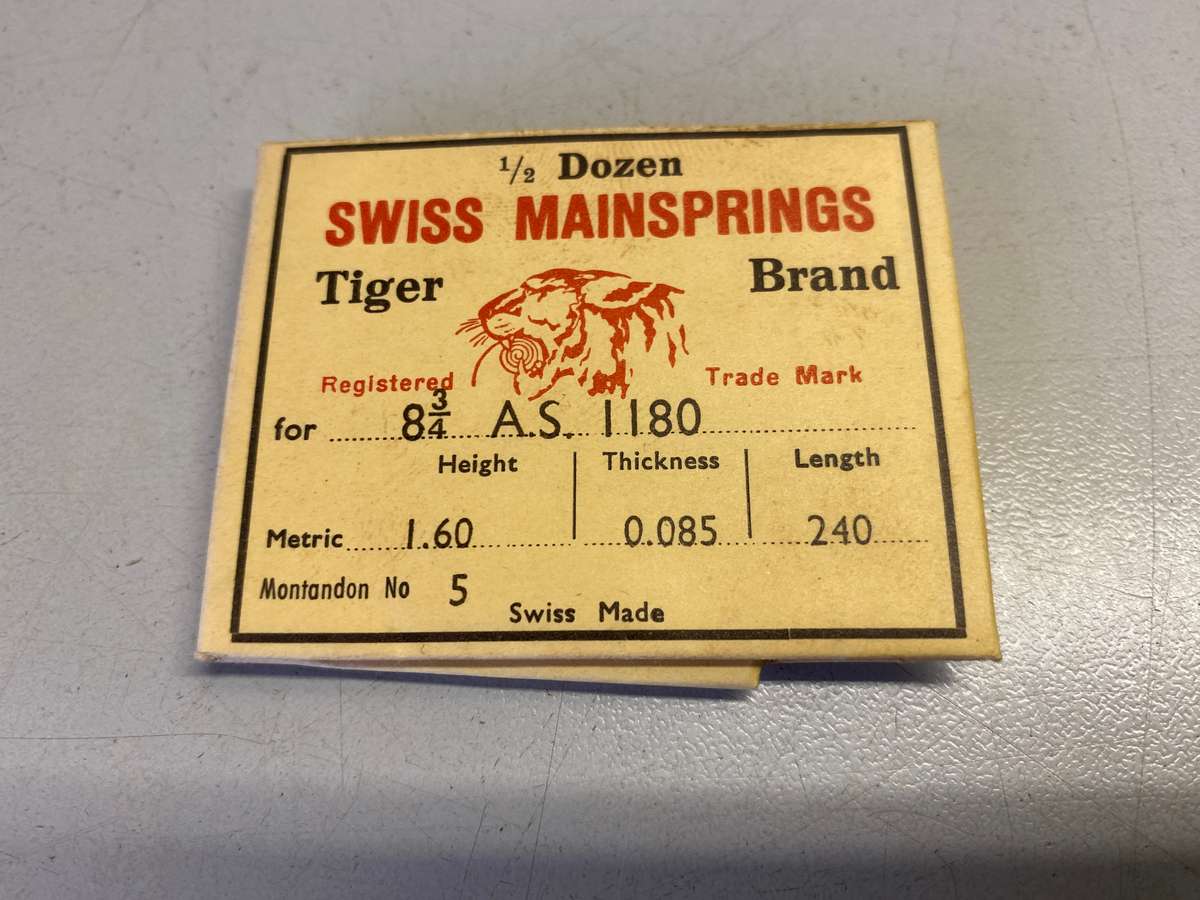 1/2 Dozen
SWISS MAINSPRINGS
Tiger Brand
Registered Trade Mark
for 8 3/4 A.S. 1180
Height Thickness Length
Metric 1.60 0.085 240
Montandon No 5
Swiss Made